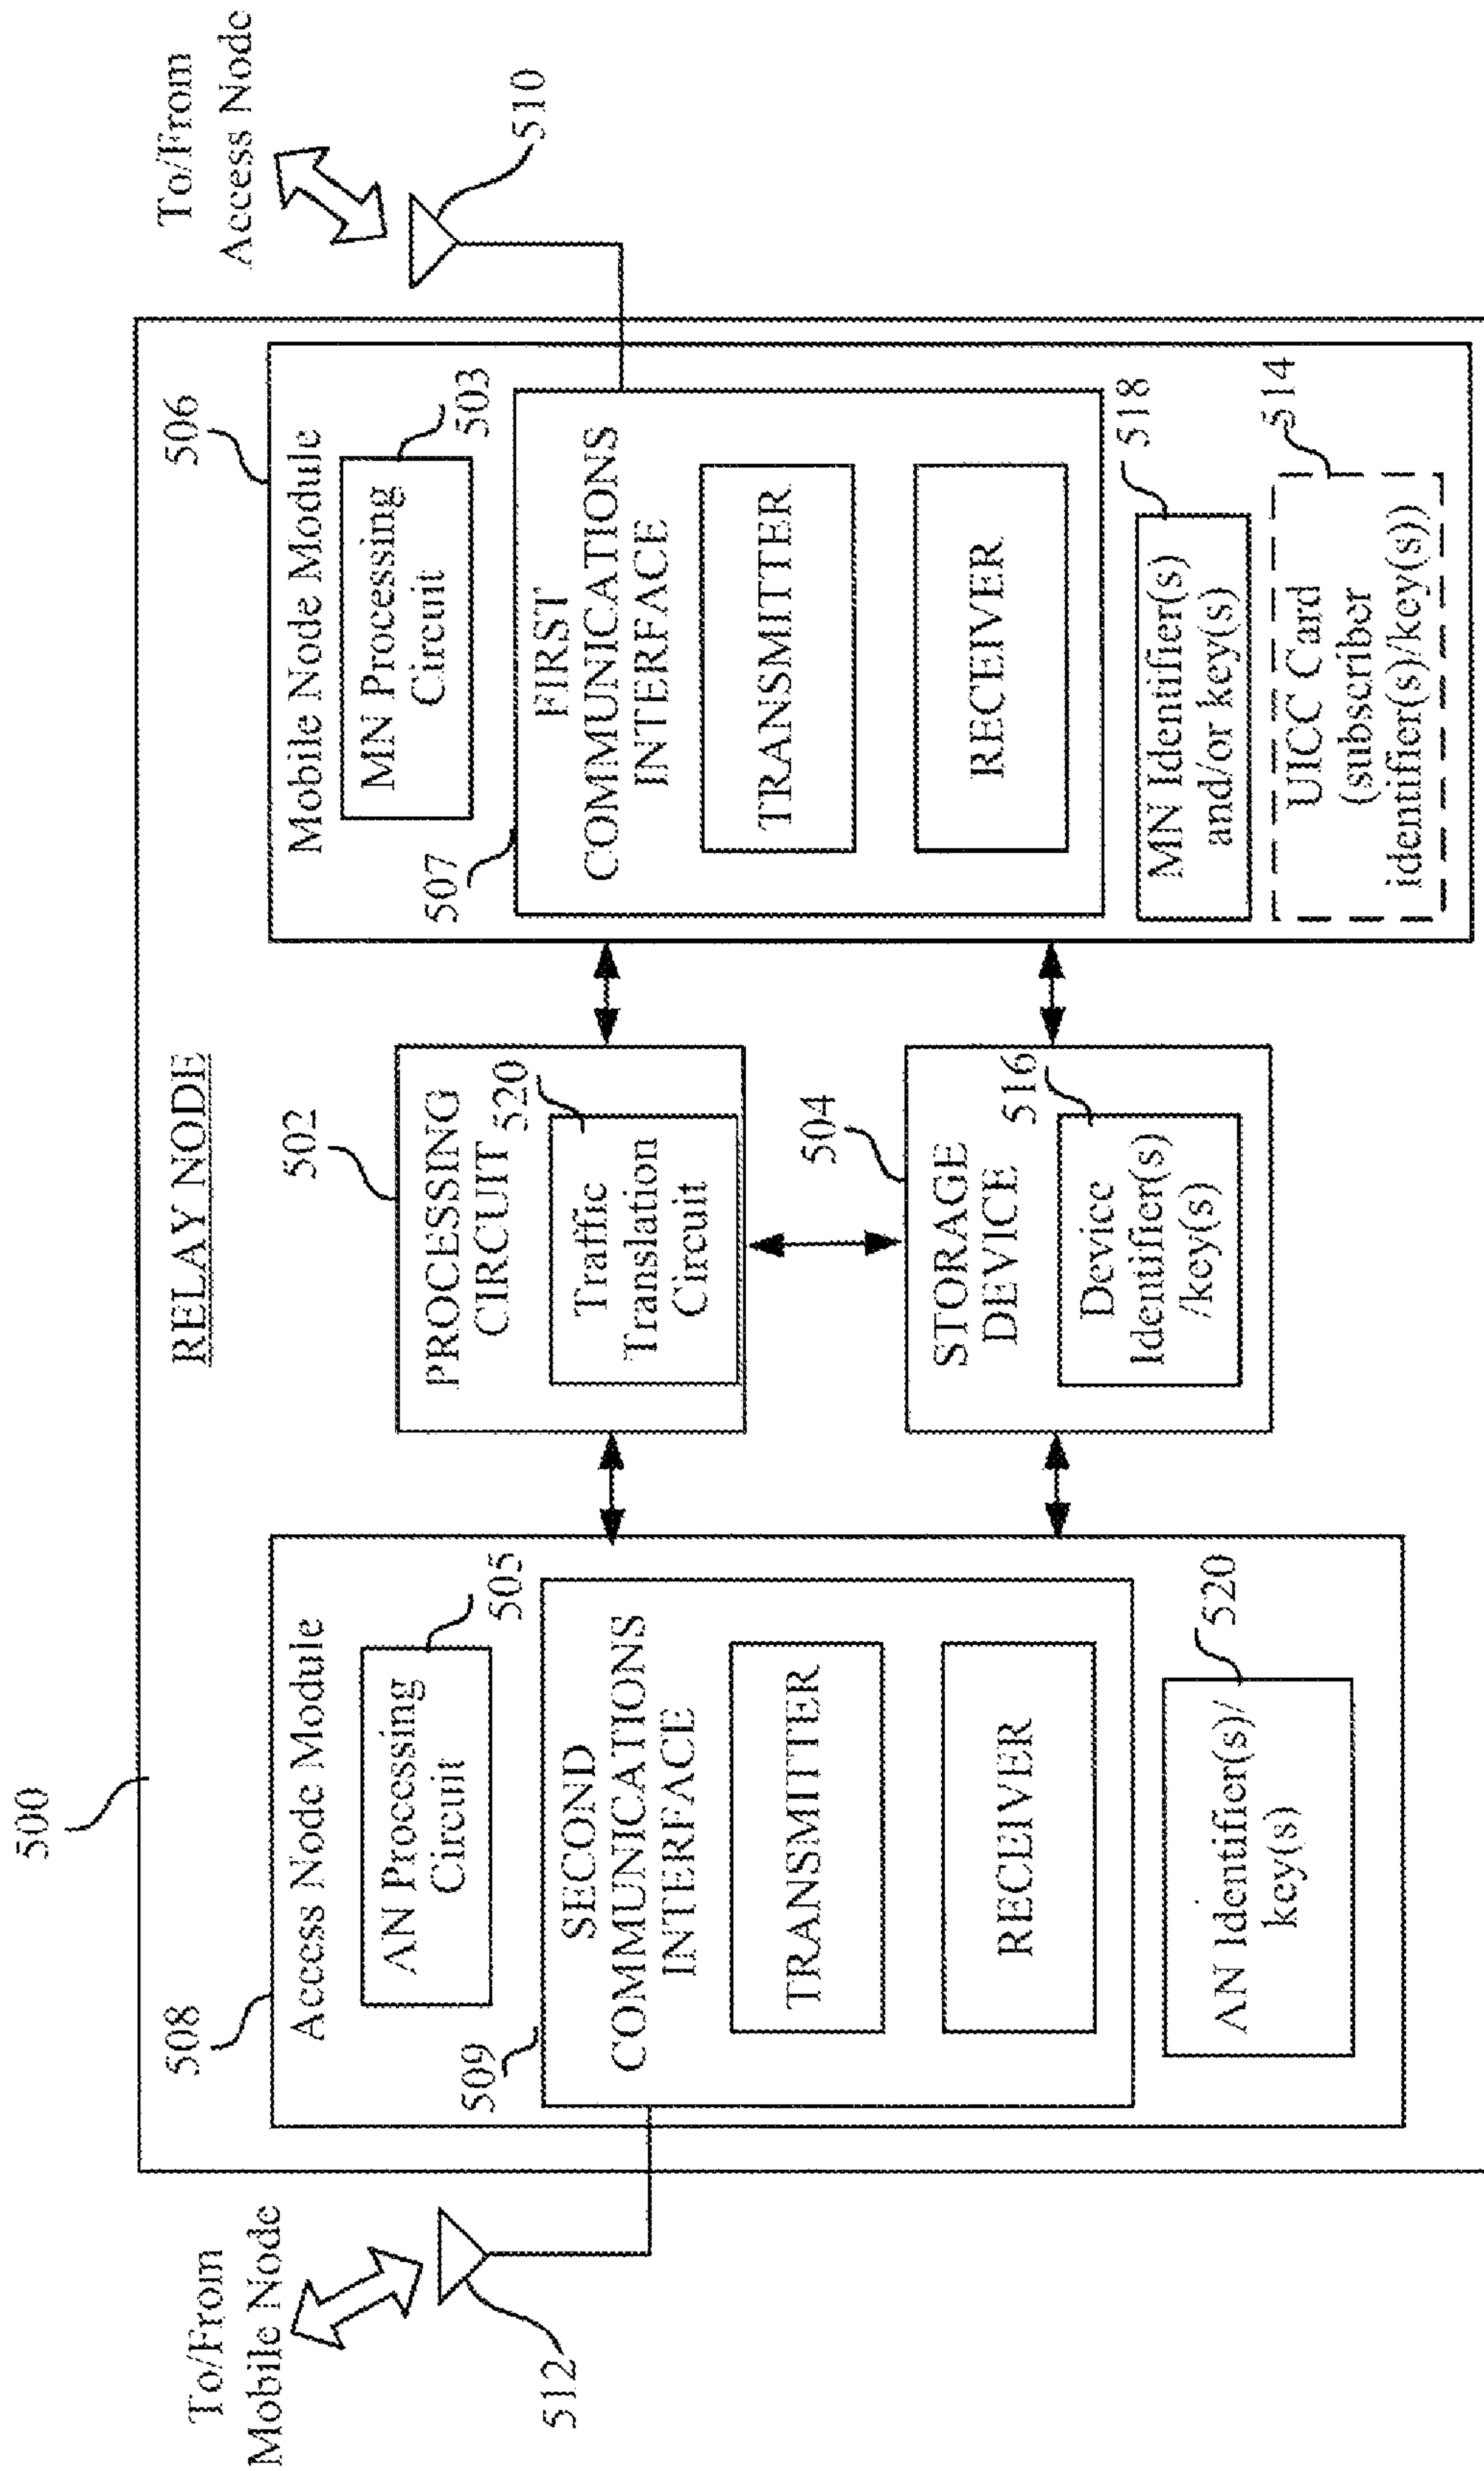 500
RELAY NODE
To/From
Mobile Node
512
508
Access Node Module
AN Processing
Circuit
505
509
SECOND
COMMUNICATIONS
INTERFACE
TRANSMITTER
RECEIVER
AN Identifier(s)/
key(s)
520
502
PROCESSING
CIRCUIT
520
Traffic
Translation
Circuit
504
STORAGE
DEVICE
516
Device
Identifier(s)
/key(s)
506
Mobile Node Module
MN Processing
Circuit
503
507
FIRST
COMMUNICATIONS
INTERFACE
TRANSMITTER
RECEIVER
518
MN Identifier(s)
and/or key(s)
514
UICC Card
(subscriber
identifier(s)/key(s))
To/From
Access Node
510